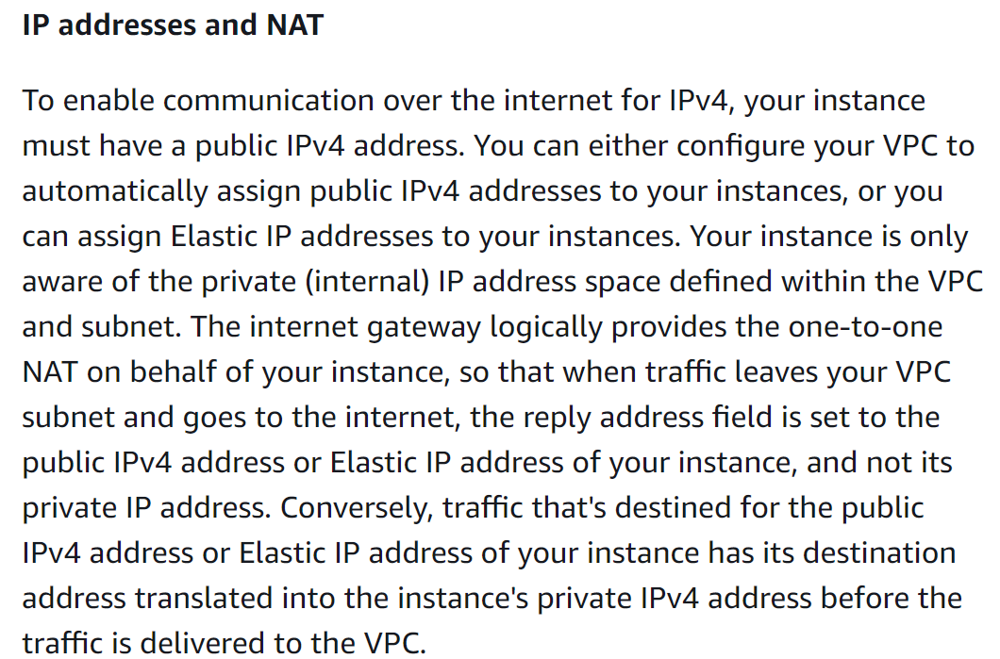 IP addresses and NAT
To enable communication over the internet for IPv4, your instance
must have a public IPv4 address. You can either configure your VPC to
automatically assign public IPv4 addresses to your instances, or you
can assign Elastic IP addresses to your instances. Your instance is only
aware of the private (internal) IP address space defined within the VPC
and subnet. The internet gateway logically provides the one-to-one
NAT on behalf of your instance, so that when traffic leaves your VPC
subnet and goes to the internet, the reply address field is set to the
public IPv4 address or Elastic IP address of your instance, and not its
private IP address. Conversely, traffic that's destined for the public
IPv4 address or Elastic IP address of your instance has its destination
address translated into the instance's private IPv4 address before the
traffic is delivered to the VPC.